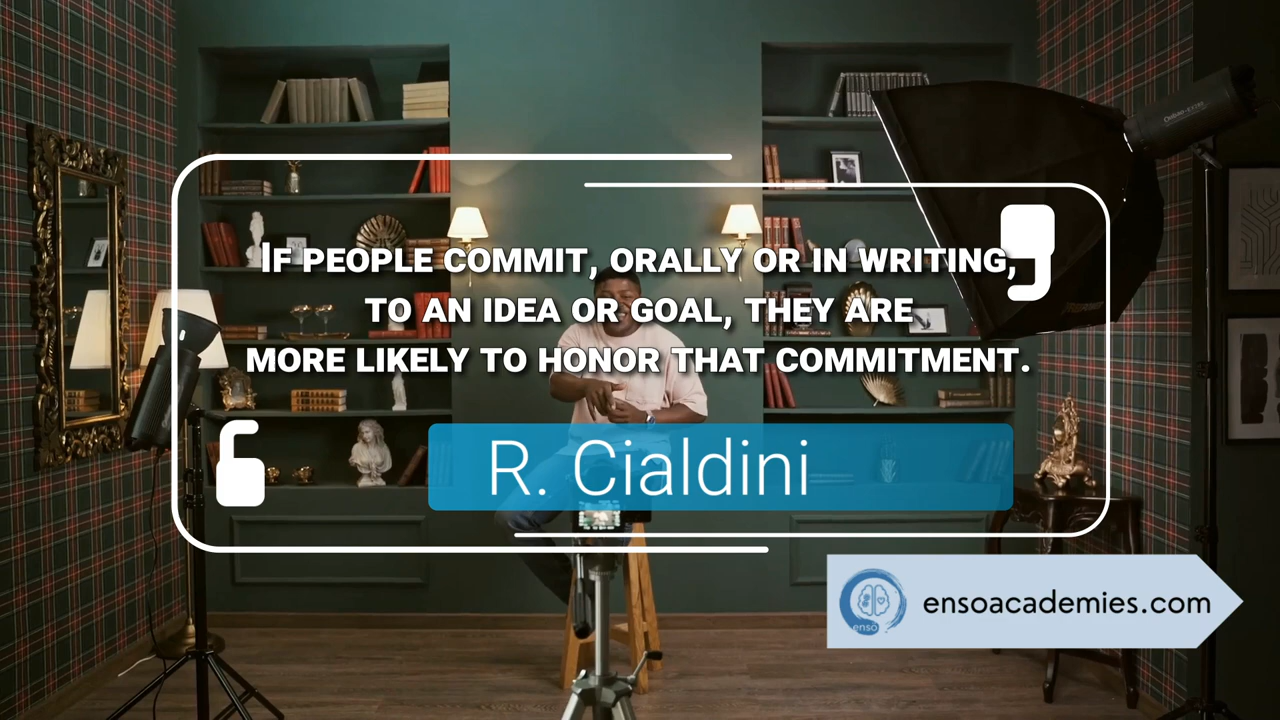 If people commit, orally or in writing,
to an idea or goal, they are
more likely to honor that commitment.
R. Cialdini
enso
ensoacademies.com